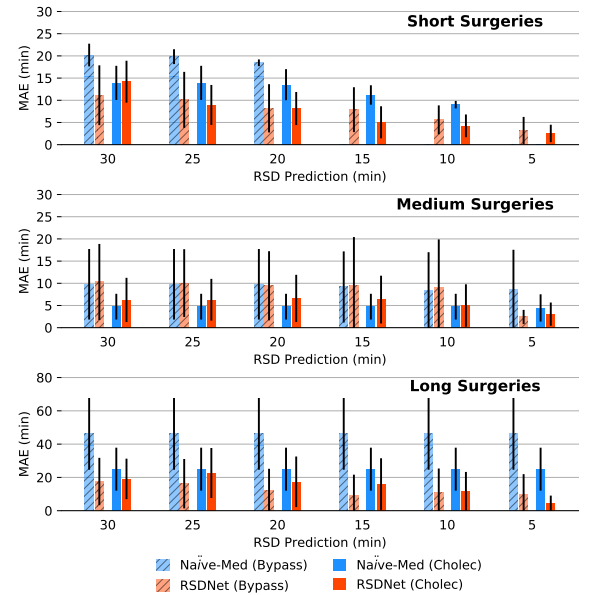 Short Surgeries
MAE (min)
30
25
20
15
10
5
0
30 25 20 15 10 5
RSD Prediction (min)
Medium Surgeries
MAE (min)
30
25
20
15
10
5
0
30 25 20 15 10 5
RSD Prediction (min)
Long Surgeries
MAE (min)
80
60
40
20
0
30 25 20 15 10 5
RSD Prediction (min)
Naïve-Med (Bypass) Naïve-Med (Cholec)
RSDNet (Bypass) RSDNet (Cholec)